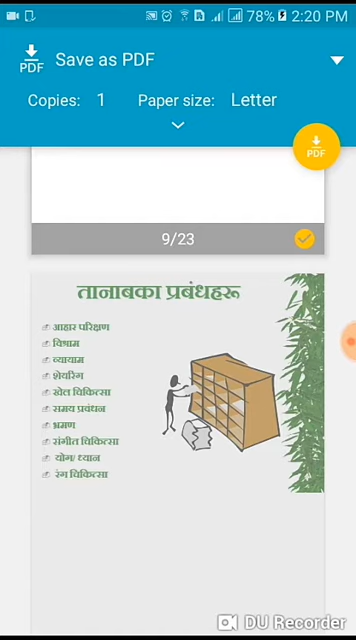 78% 2:20 PM
Save as PDF
PDF
Copies: 1 Paper size: Letter
PDF
9/23
तानाबका प्रबंधहरू
आहार परिक्षण
विषाम
व्यायाम
शेयरिंग
खेल चिकित्सा
समय प्रवंधन
भ्रमण
संगीत चिकित्सा
योग/ ध्यान
रंग चिकित्सा
DU Recorder